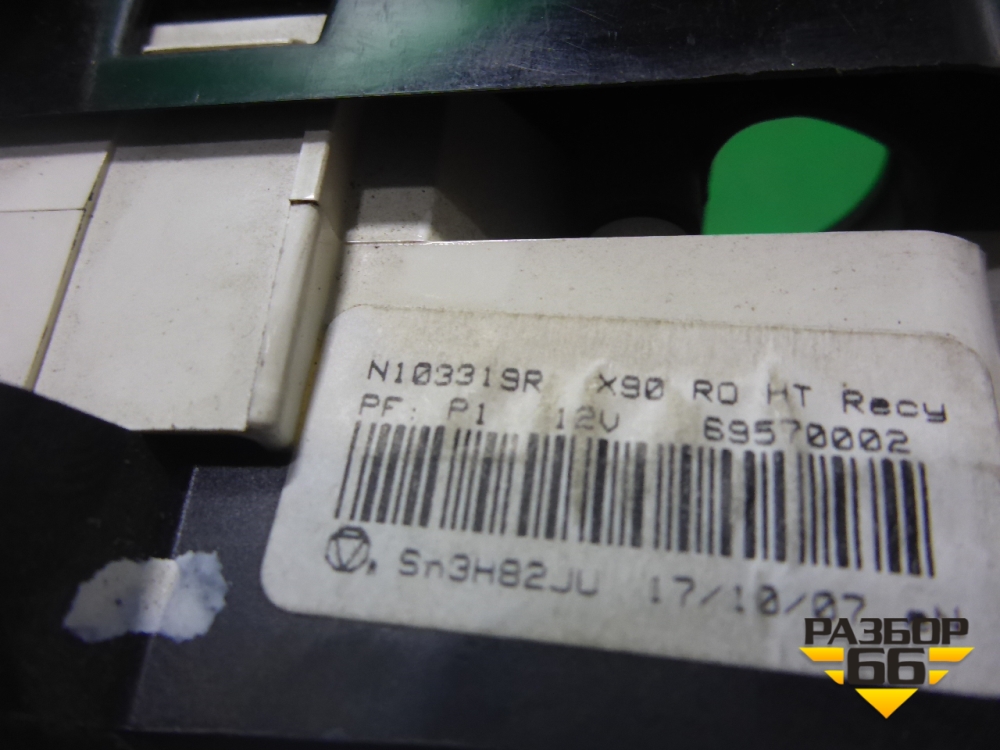 N103319R X90 RO HT Recy
PF: P1 12V 69570002
Sn3H82JU 17/10/07
РАЗБОР
66